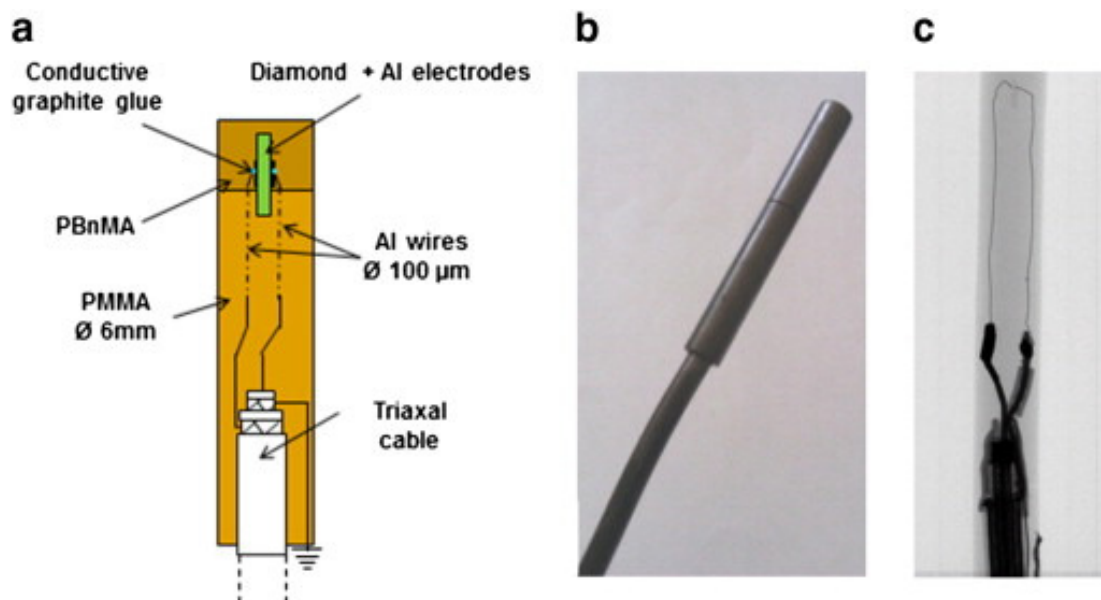 a
Conductive
graphite glue
Diamond + Al electrodes
PBnMA
Al wires
Ø 100 µm
PMMA
Ø 6mm
Triaxal
cable
b
c